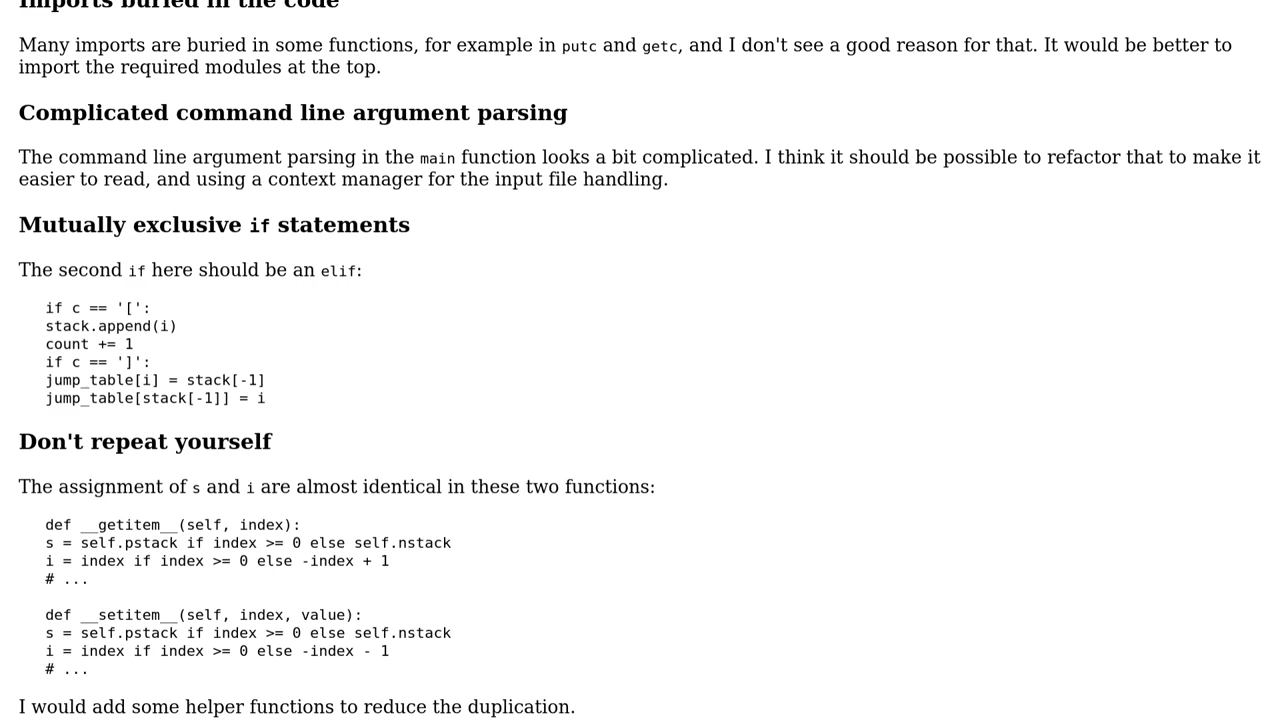 Imports buried in the code
Many imports are buried in some functions, for example in putc and getc, and I don't see a good reason for that. It would be better to
import the required modules at the top.
Complicated command line argument parsing
The command line argument parsing in the main function looks a bit complicated. I think it should be possible to refactor that to make it
easier to read, and using a context manager for the input file handling.
Mutually exclusive if statements
The second if here should be an elif:
if c == '[':
stack.append(i)
count += 1
if c == ']':
jump_table[i] = stack[-1]
jump_table[stack[-1]] = i
Don't repeat yourself
The assignment of s and i are almost identical in these two functions:
def __getitem__(self, index):
s = self.pstack if index >= 0 else self.nstack
i = index if index >= 0 else -index + 1
# ...
def __setitem__(self, index, value):
s = self.pstack if index >= 0 else self.nstack
i = index if index >= 0 else -index - 1
# ...
I would add some helper functions to reduce the duplication.